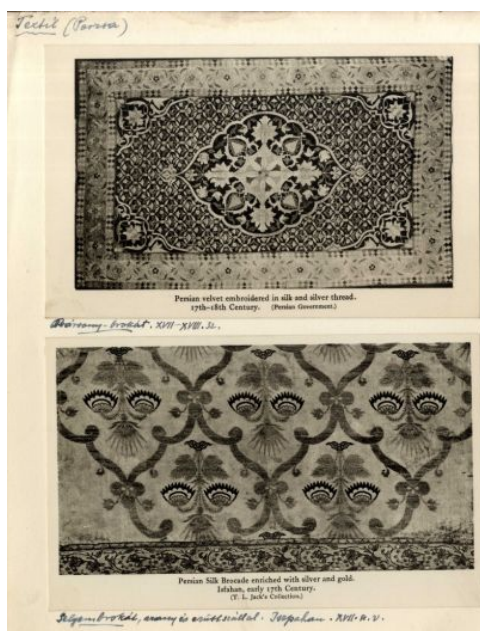 Textil (Perzsa)
Persian velvet embroidered in silk and silver thread.
17th-18th Century. (Persian Government.)
Bársony-brokát. XVII-XVIII. sz.
Persian Silk Brocade enriched with silver and gold.
Isfahan, early 17th Century.
(T. L. Jack's Collection.)
Selyembrokát, arany és ezüstszállal. Iszpahan. XVII.